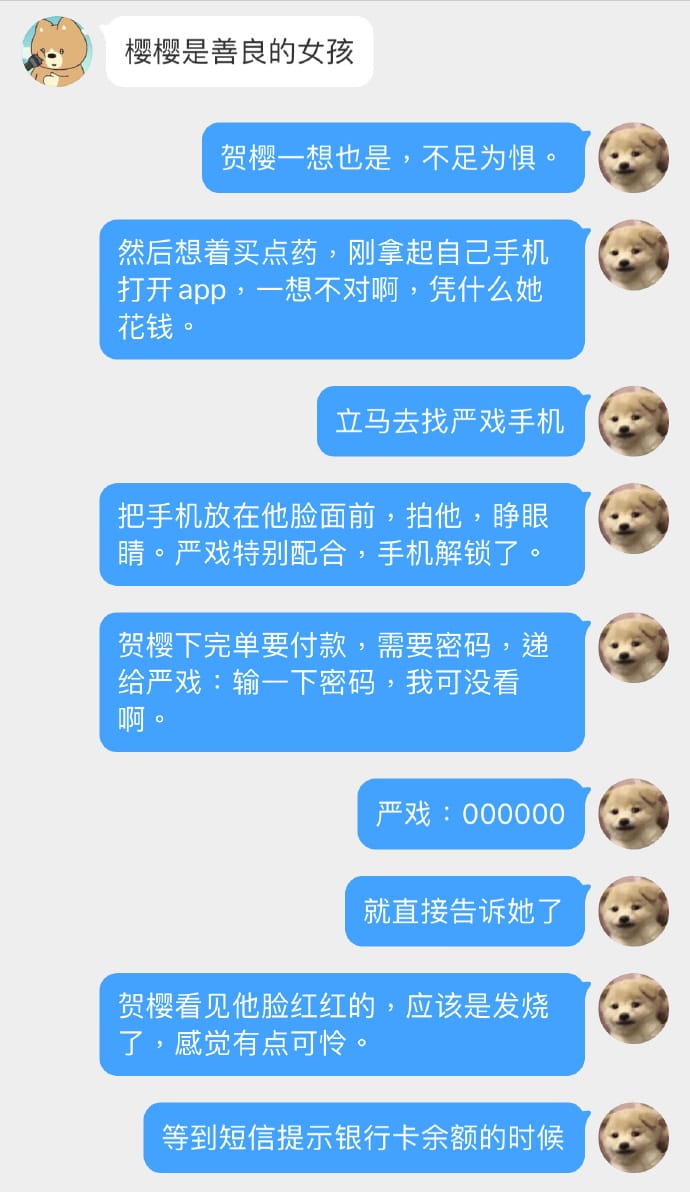 樱樱是善良的女孩
贺樱一想也是，不足为惧。
然后想着买点药，刚拿起自己手机
打开app，一想不对啊，凭什么她
花钱。
立马去找严戏手机
把手机放在他脸面前，拍他，睁眼
睛。严戏特别配合，手机解锁了。
贺樱下完单要付款，需要密码，递
给严戏：输一下密码，我可没看
啊。
严戏：000000
就直接告诉她了
贺樱看见他脸红红的，应该是发烧
了，感觉有点可怜。
等到短信提示银行卡余额的时候